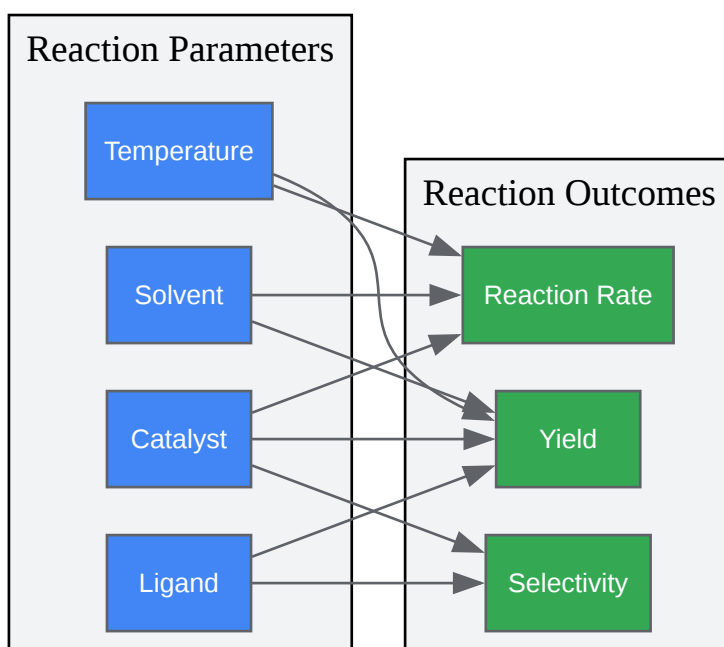 Reaction Parameters
Temperature
Solvent
Catalyst
Ligand
Reaction Outcomes
Reaction Rate
Yield
Selectivity